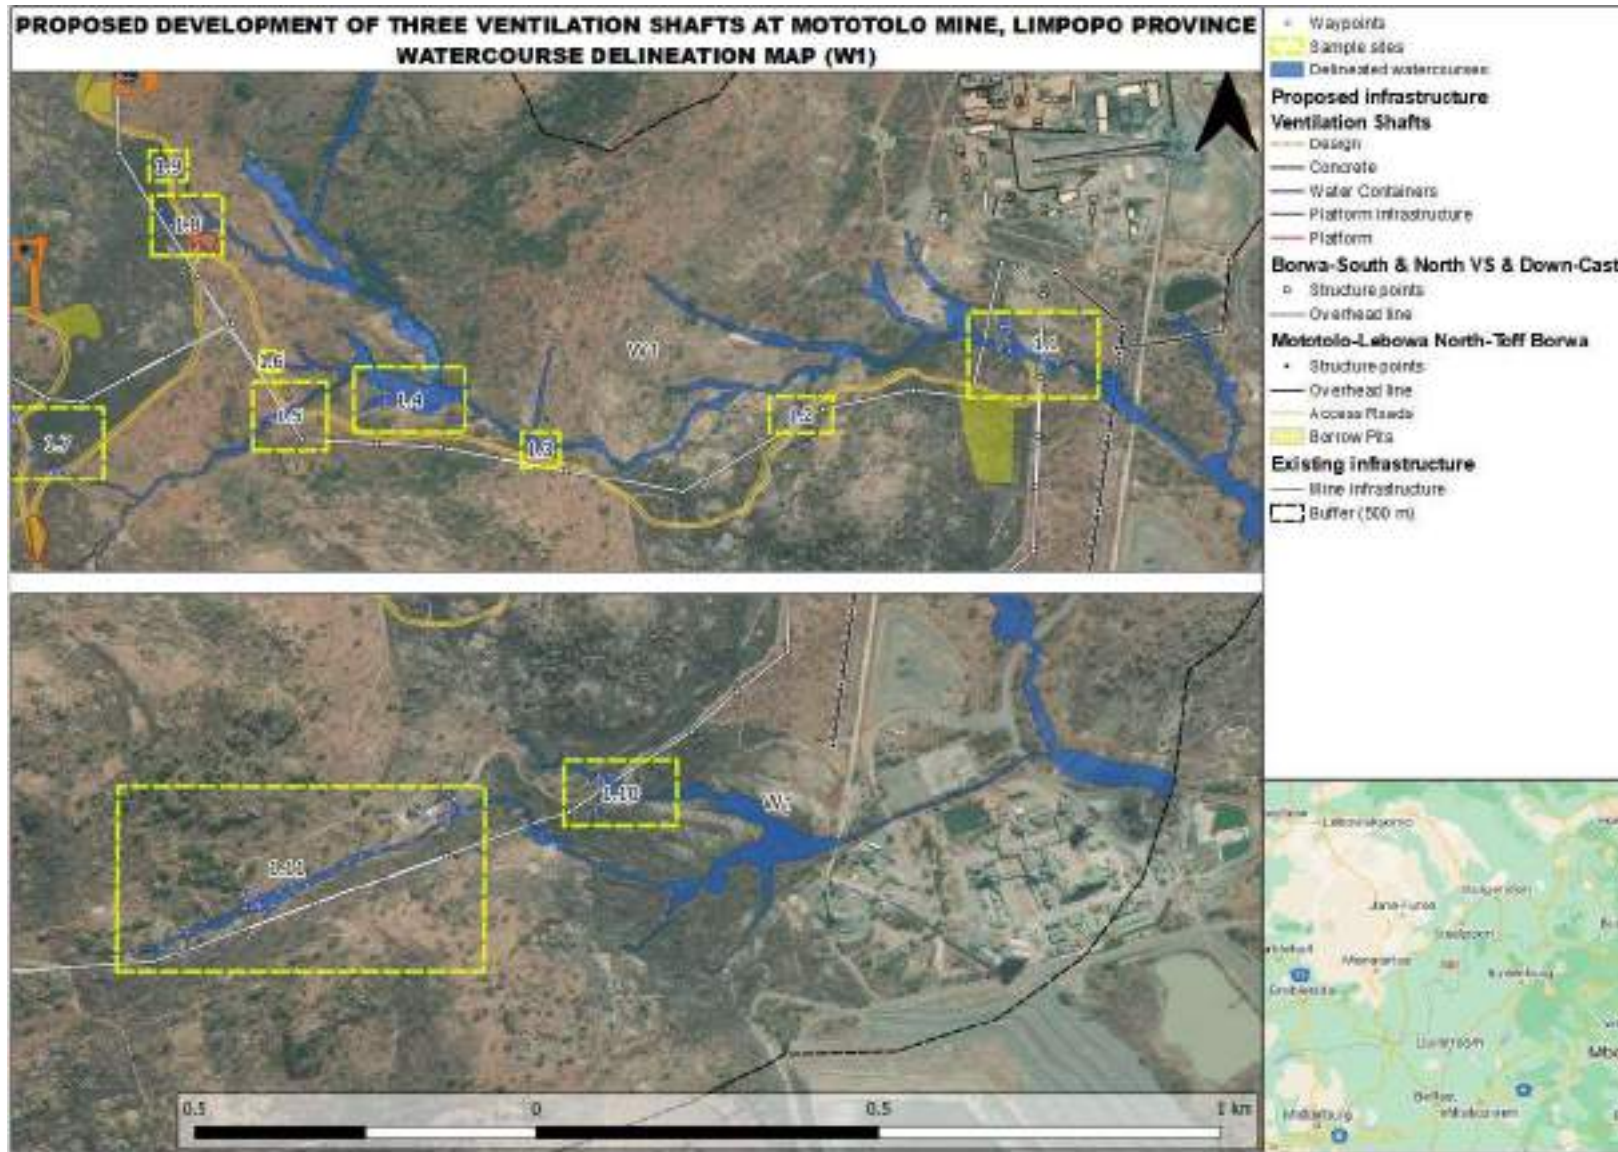 PROPOSED DEVELOPMENT OF THREE VENTILATION SHAFTS AT MOTOTOLO MINE, LIMPOPO PROVINCE
WATERCOURSE DELINEATION MAP (W1)
1.9
1.8
W1
1.1
1.6
1.4
1.5
1.2
1.7
1.3
1.10
W1
1.11
0.5
0
0.5
1 km
Waypoints
Sample sites
Delineated watercourses
Proposed infrastructure
Ventilation Shafts
Design
Concrete
Water Containers
Platform Infrastructure
Platform
Borwa-South & North VS & Down-Cast
Structure points
Overhead line
Mototolo-Lebowa North-Toff Borwa
Structure points
Overhead line
Access Roads
Borrow Pits
Existing infrastructure
Mine Infrastructure
Buffer (500 m)
Middelburg